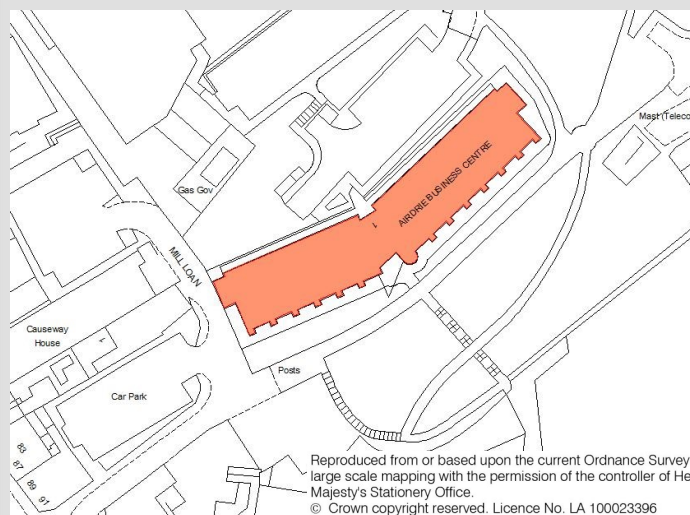 Mast (Teleco
AIRDRIE BUSINESS CENTRE
1
Gas Gov
MILL LOAN
Causeway
House
1
Posts
Car Park
83
87
89
91
Reproduced from or based upon the current Ordnance Survey
large scale mapping with the permission of the controller of He
Majesty's Stationery Office.
© Crown copyright reserved. Licence No. LA 100023396